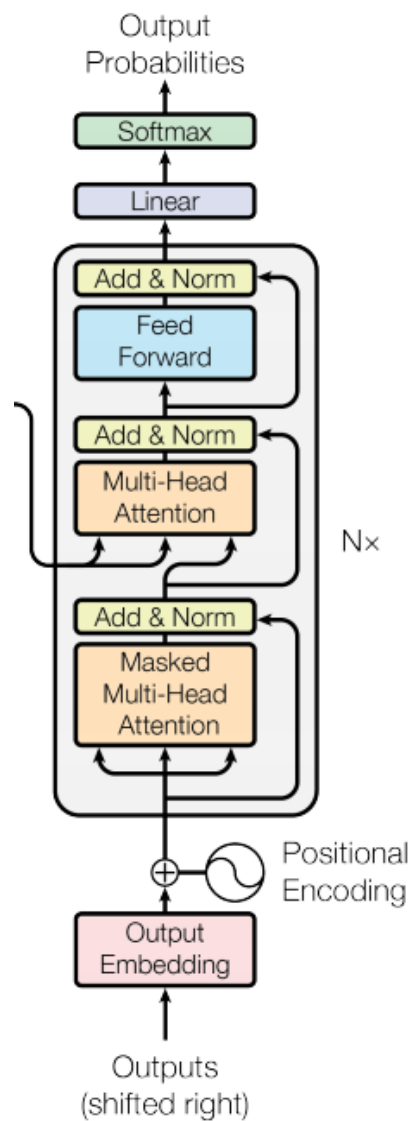 Output
Probabilities
Softmax
Linear
Add & Norm
Feed
Forward
Add & Norm
Multi-Head
Attention
N×
Add & Norm
Masked
Multi-Head
Attention
Positional
Encoding
Output
Embedding
Outputs
(shifted right)